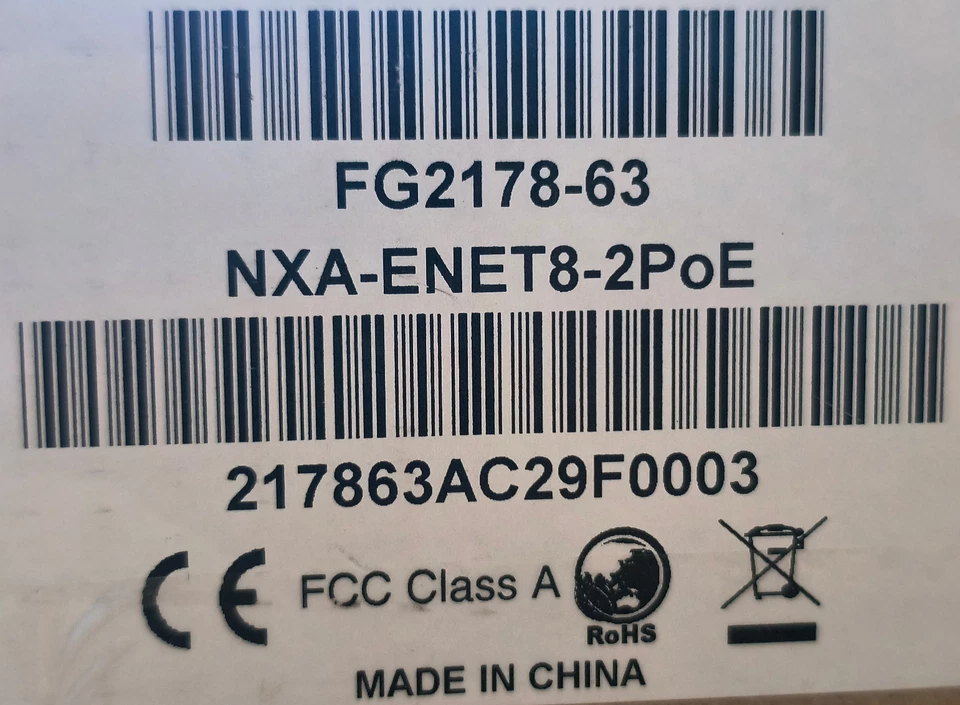 FG2178-63
NXA-ENET8-2PoE
217863AC29F0003
CE FCC Class A
RoHS
MADE IN CHINA